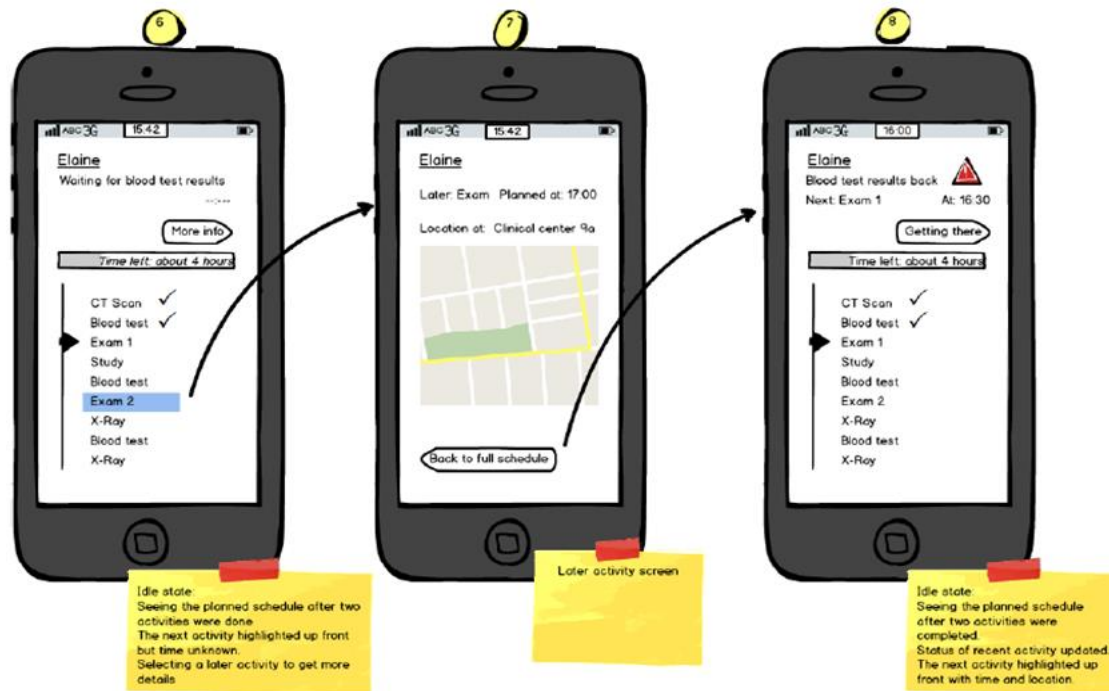 6
ABC 3G 15:42
Elaine
Waiting for blood test results
--:--
More info
Time left: about 4 hours
CT Scan
Blood test
Exam 1
Study
Blood test
Exam 2
X-Ray
Blood test
X-Ray
Idle state:
Seeing the planned schedule after two
activities were done
The next activity highlighted up front
but time unknown.
Selecting a later activity to get more
details
7
ABC 3G 15:42
Elaine
Later: Exam Planned at: 17:00
Location at: Clinical center 9a
Back to full schedule
Later activity screen
8
ABC 3G 16:00
Elaine
Blood test results back
Next: Exam 1 At: 16:30
Getting there
Time left: about 4 hours
CT Scan
Blood test
Exam 1
Study
Blood test
Exam 2
X-Ray
Blood test
X-Ray
Idle state:
Seeing the planned schedule
after two activities were
completed.
Status of recent activity updated.
The next activity highlighted up
front with time and location.